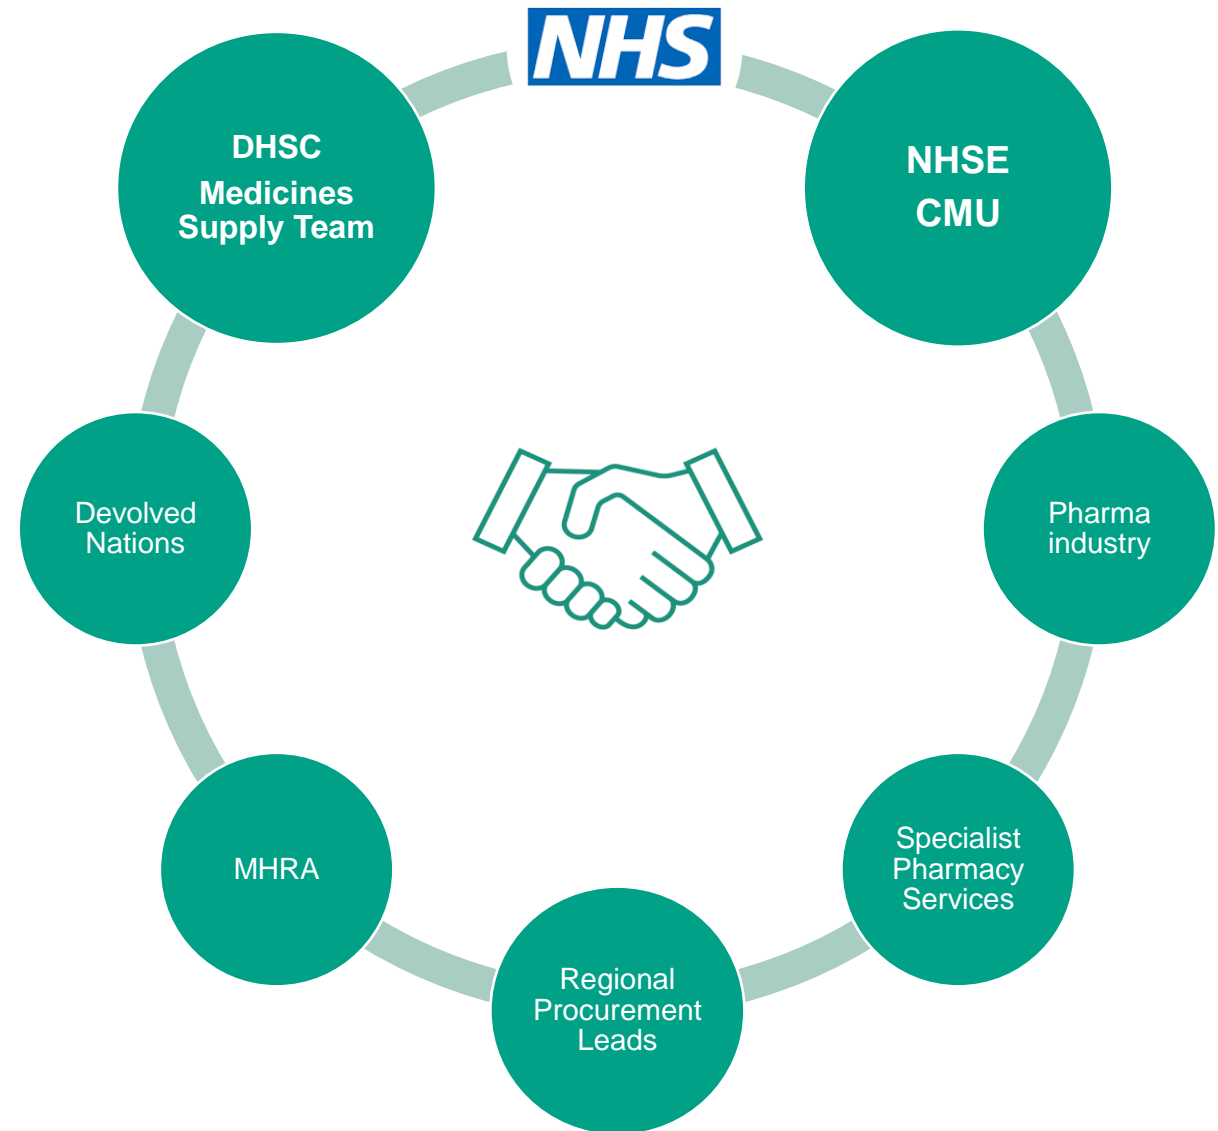 NHS
DHSC
Medicines
Supply Team
NHSE
CMU
Devolved
Nations
Pharma
industry
MHRA
Specialist
Pharmacy
Services
Regional
Procurement
Leads